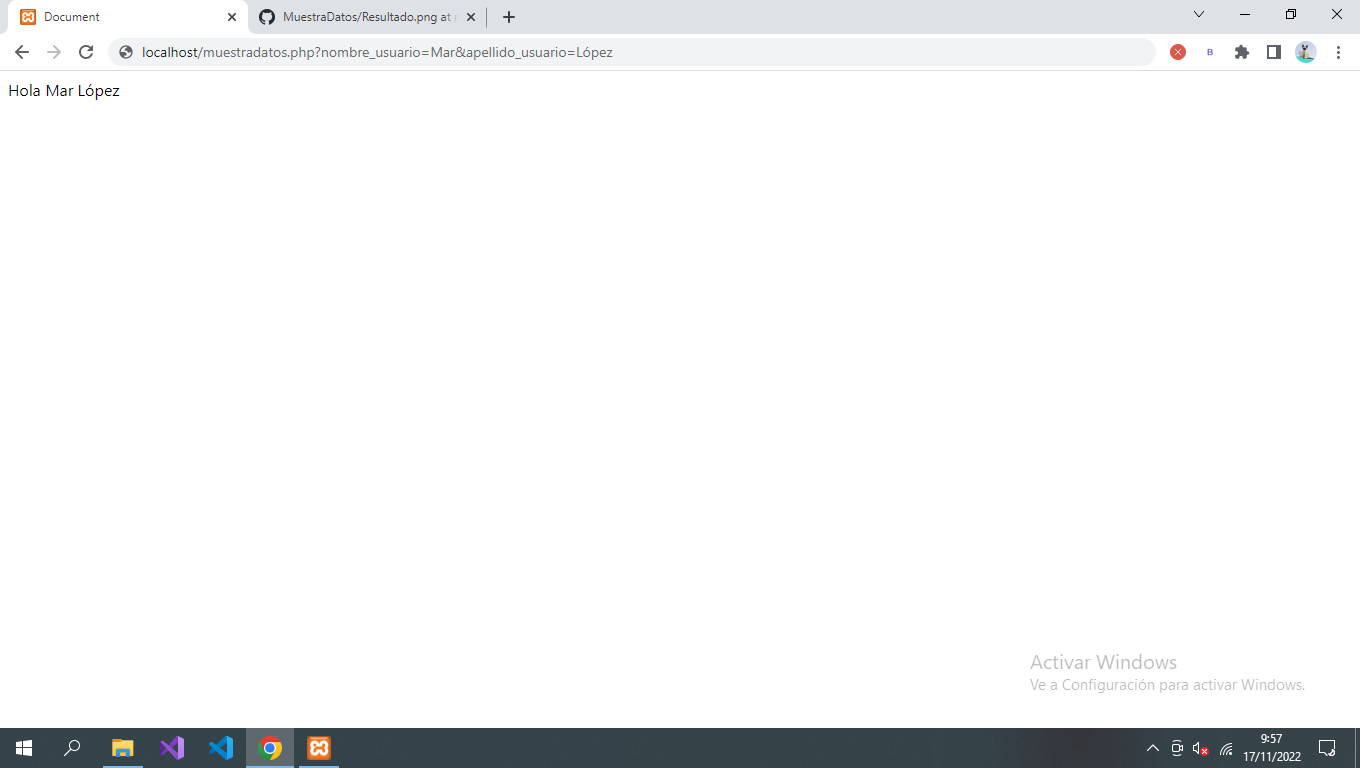 Document
MuestraDatos/Resultado.png at
localhost/muestradatos.php?nombre_usuario=Mar&apellido_usuario=López
B
Hola Mar López
Activar Windows
Ve a Configuración para activar Windows.
9:57
17/11/2022